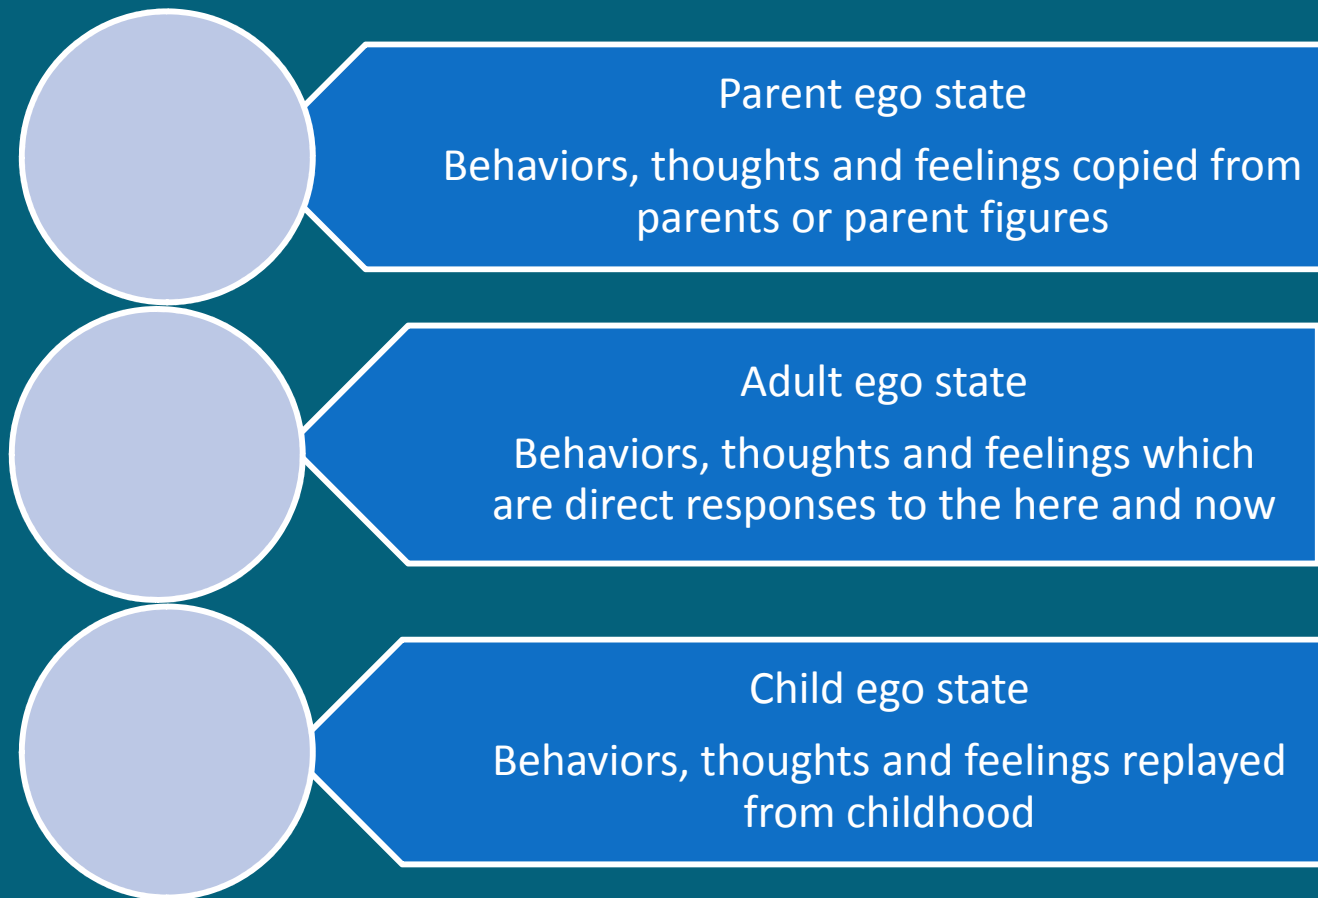 Parent ego state
Behaviors, thoughts and feelings copied from
parents or parent figures
Adult ego state
Behaviors, thoughts and feelings which
are direct responses to the here and now
Child ego state
Behaviors, thoughts and feelings replayed
from childhood